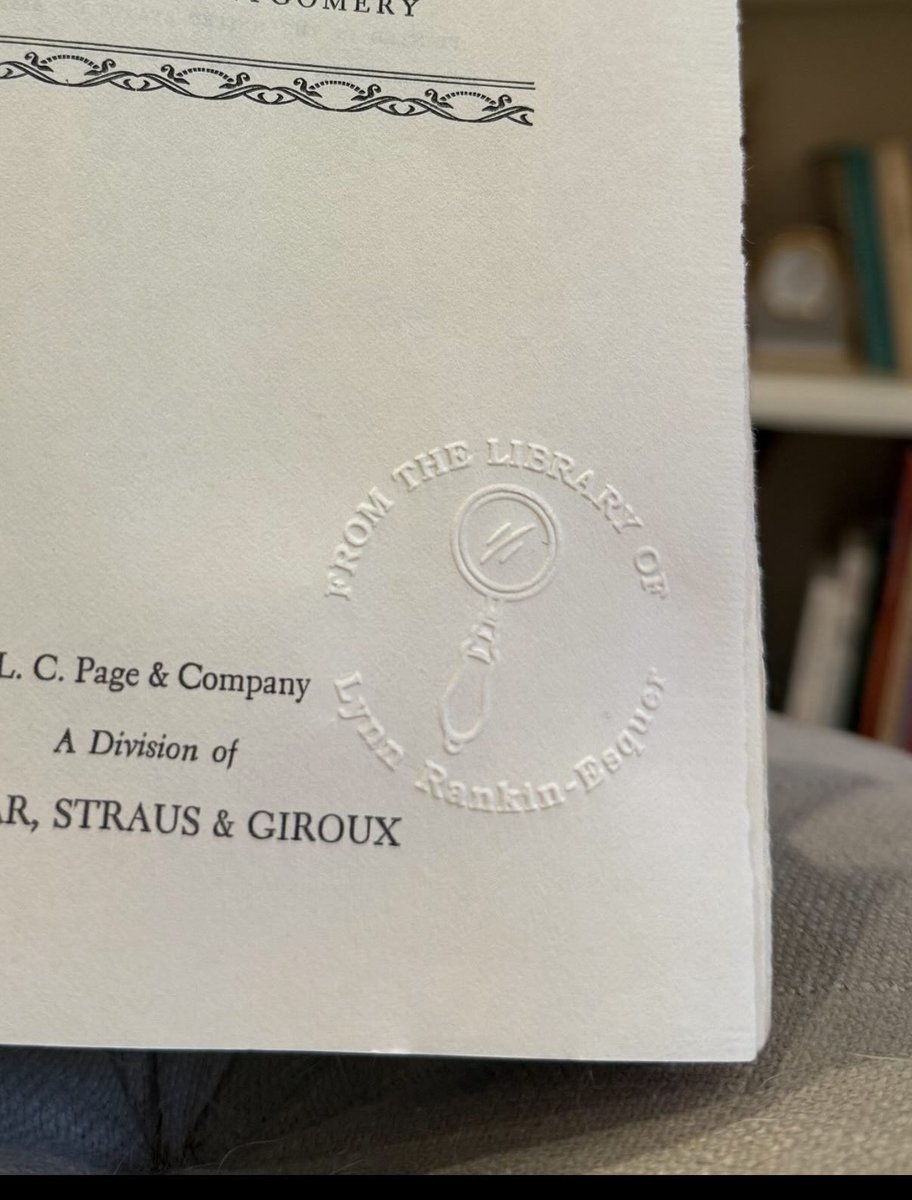 L. C. Page & Company
A Division of
STRAUS & GIROUX
FROM THE LIBRARY OF
Lynn Rankin-Esquer